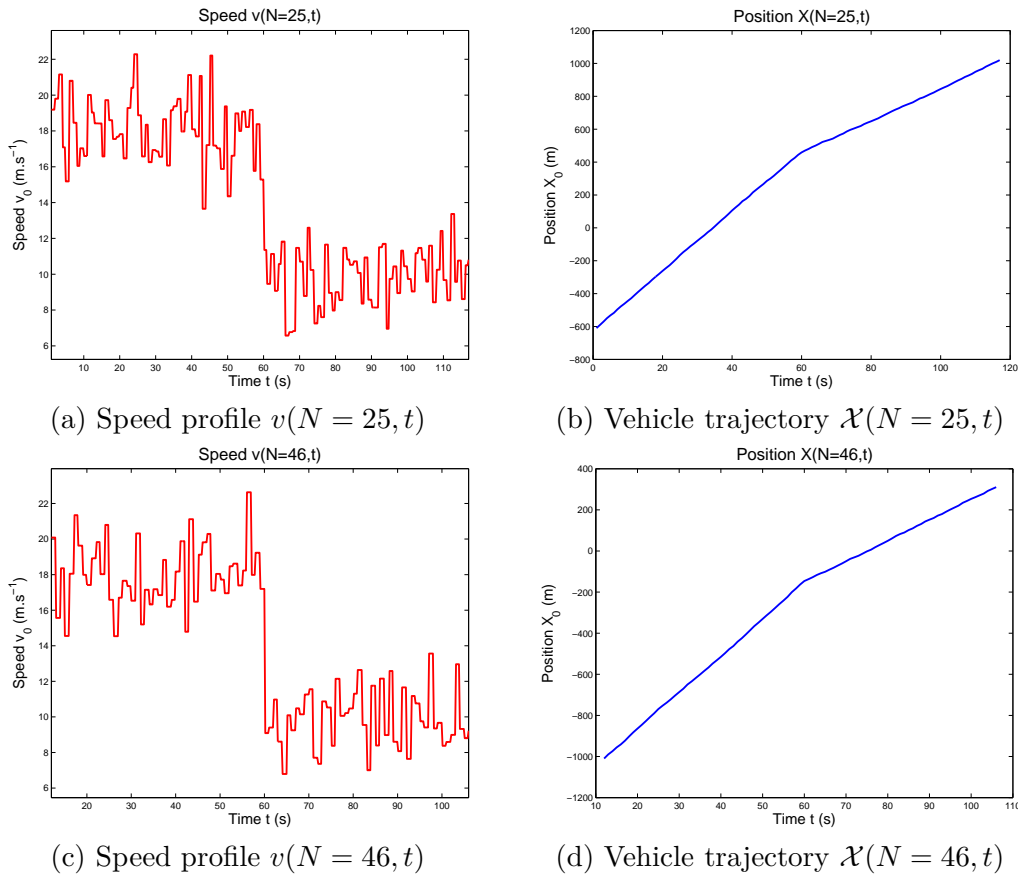 Speed v(N=25,t)
Speed v₀ (m.s⁻¹)
22
20
18
16
14
12
10
8
6
10 20 30 40 50 60 70 80 90 100 110
Time t (s)
(a) Speed profile v(N = 25, t)
Position X(N=25,t)
Position X₀ (m)
1200
1000
800
600
400
200
0
−200
−400
−600
−800
0 20 40 60 80 100 120
Time t (s)
(b) Vehicle trajectory 𝒳(N = 25, t)
Speed v(N=46,t)
Speed v₀ (m.s⁻¹)
22
20
18
16
14
12
10
8
6
20 30 40 50 60 70 80 90 100
Time t (s)
(c) Speed profile v(N = 46, t)
Position X(N=46,t)
Position X₀ (m)
400
200
0
−200
−400
−600
−800
−1000
−1200
10 20 30 40 50 60 70 80 90 100 110
Time t (s)
(d) Vehicle trajectory 𝒳(N = 46, t)